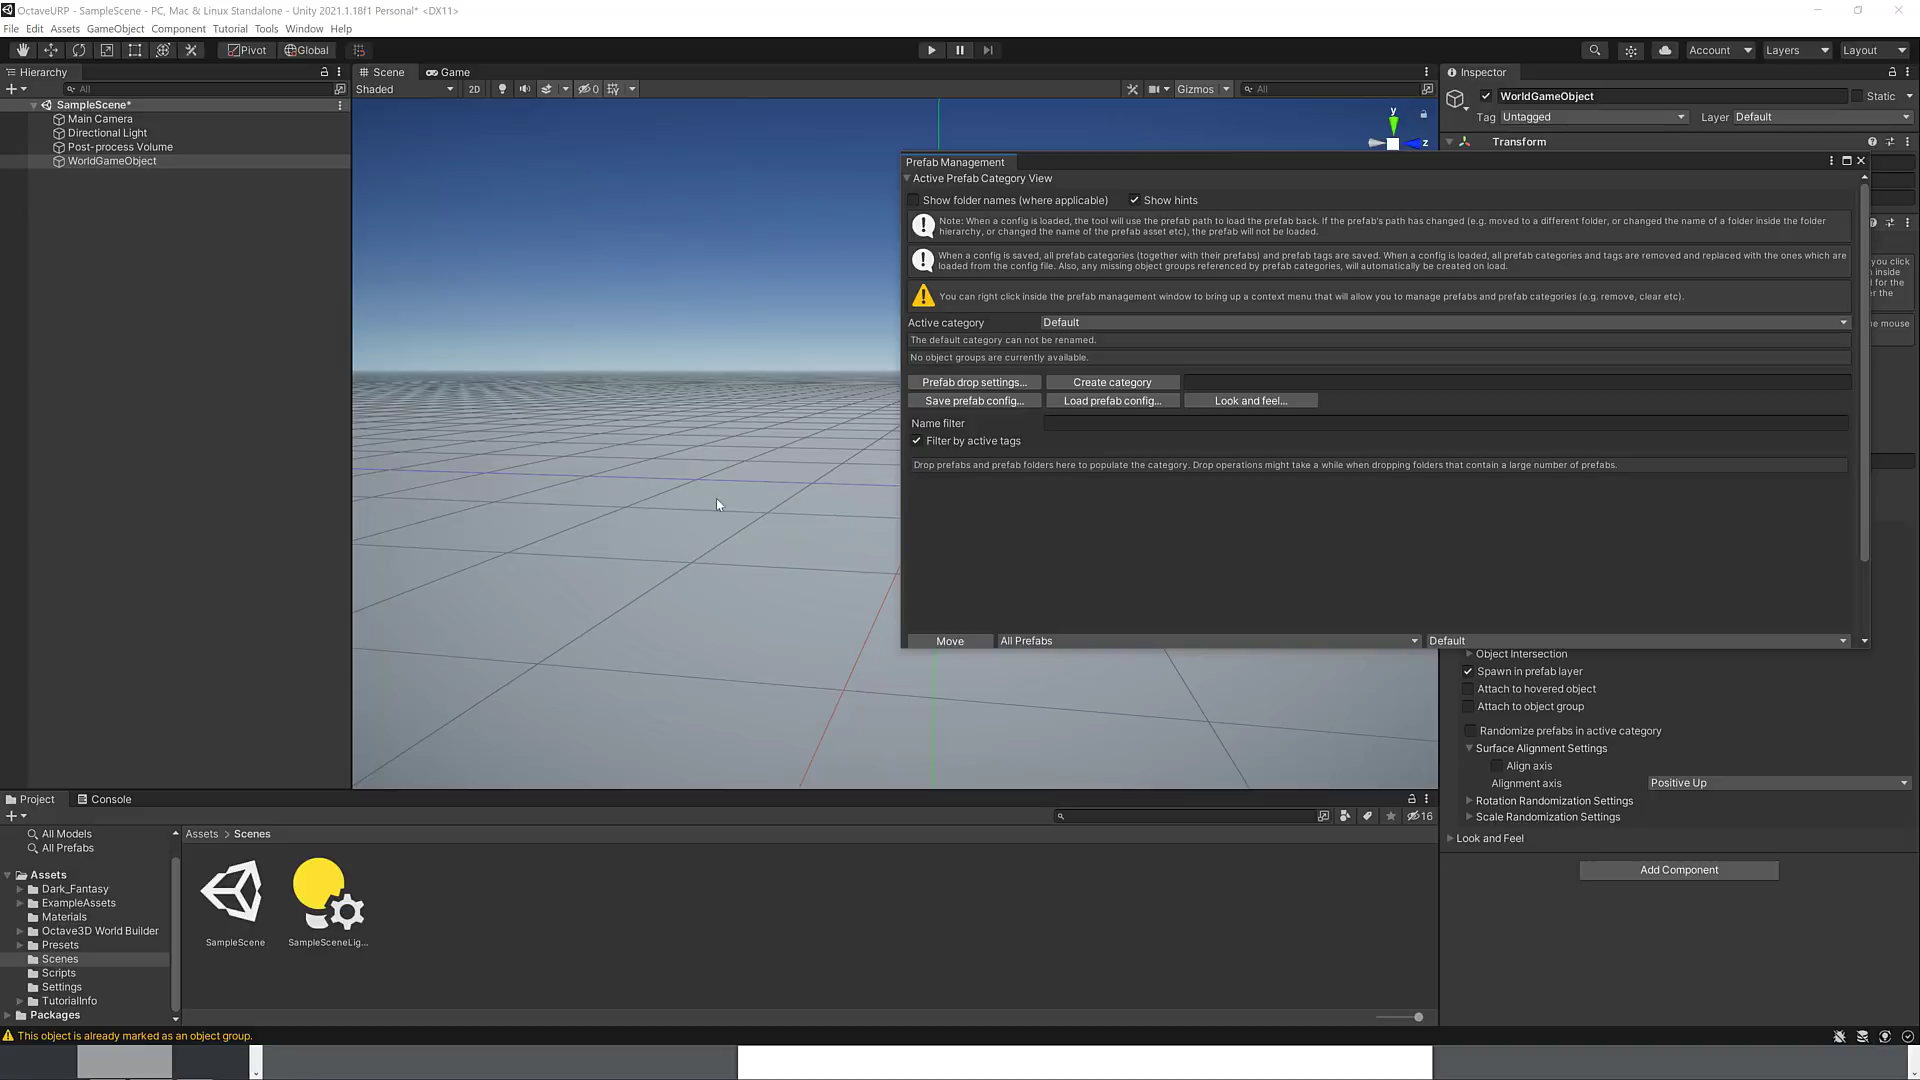 OctaveURP - SampleScene - PC, Mac & Linux Standalone - Unity 2021.1.18f1 Personal* <DX11>
File Edit Assets GameObject Component Tutorial Tools Window Help
Pivot Global Account Layers Layout
Hierarchy Scene Game Inspector
All Shaded 2D 0 Gizmos All
SampleScene*
Main Camera
Directional Light
Post-process Volume
WorldGameObject
WorldGameObject Static
Tag Untagged Layer Default
Transform
y
z
Prefab Management
Active Prefab Category View
Show folder names (where applicable) Show hints
Note: When a config is loaded, the tool will use the prefab path to load the prefab back. If the prefab's path has changed (e.g. moved to a different folder, or changed the name of a folder inside the folder
hierarchy, or changed the name of the prefab asset etc), the prefab will not be loaded.
When a config is saved, all prefab categories (together with their prefabs) and prefab tags are saved. When a config is loaded, all prefab categories and tags are removed and replaced with the ones which are
loaded from the config file. Also, any missing object groups referenced by prefab categories, will automatically be created on load.
You can right click inside the prefab management window to bring up a context menu that will allow you to manage prefabs and prefab categories (e.g. remove, clear etc).
Active category Default
The default category can not be renamed.
No object groups are currently available.
Prefab drop settings... Create category
Save prefab config... Load prefab config... Look and feel...
Name filter
Filter by active tags
Drop prefabs and prefab folders here to populate the category. Drop operations might take a while when dropping folders that contain a large number of prefabs.
Move All Prefabs Default
you click
inside
for the
the
mouse
Object Intersection
Spawn in prefab layer
Attach to hovered object
Attach to object group
Randomize prefabs in active category
Surface Alignment Settings
Align axis
Alignment axis Positive Up
Rotation Randomization Settings
Scale Randomization Settings
Look and Feel
Add Component
Project Console
16
All Models
All Prefabs
Assets > Scenes
Assets
Dark_Fantasy
ExampleAssets
Materials
Octave3D World Builder
Presets
Scenes
Scripts
Settings
TutorialInfo
Packages
SampleScene SampleSceneLig...
This object is already marked as an object group.